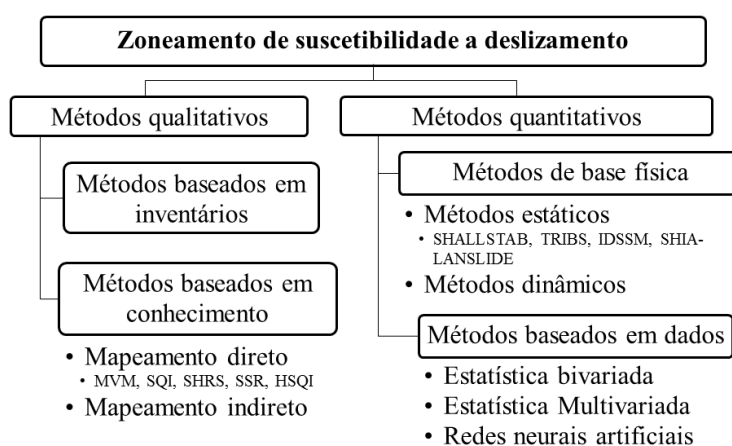 Zoneamento de suscetibilidade a deslizamento
Métodos qualitativos
Métodos baseados em
inventários
Métodos baseados em
conhecimento
• Mapeamento direto
• MVM, SQI, SHRS, SSR, HSQI
• Mapeamento indireto
Métodos quantitativos
Métodos de base física
• Métodos estáticos
• SHALLSTAB, TRIBS, IDSSM, SHIA-
LANSLIDE
• Métodos dinâmicos
Métodos baseados em dados
• Estatística bivariada
• Estatística Multivariada
• Redes neurais artificiais